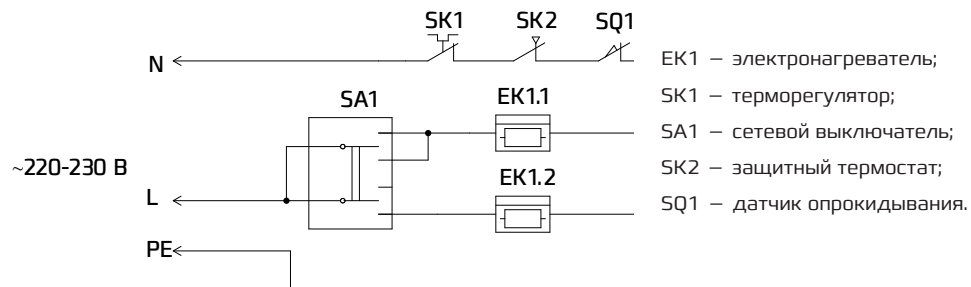 SK1 SK2 SQ1
N
SA1 EK1.1
~220-230 В
L
EK1.2
PE
EK1 – электронагреватель;
SK1 – терморегулятор;
SA1 – сетевой выключатель;
SK2 – защитный термостат;
SQ1 – датчик опрокидывания.